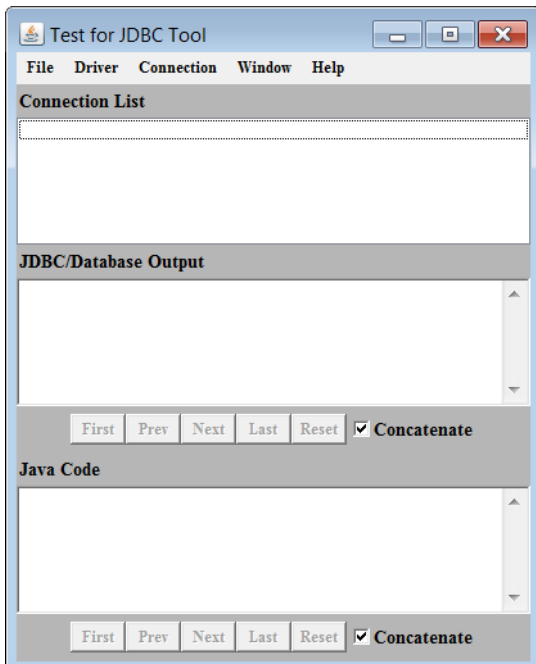 Test for JDBC Tool
File Driver Connection Window Help
Connection List
JDBC/Database Output
First Prev Next Last Reset Concatenate
Java Code
First Prev Next Last Reset Concatenate